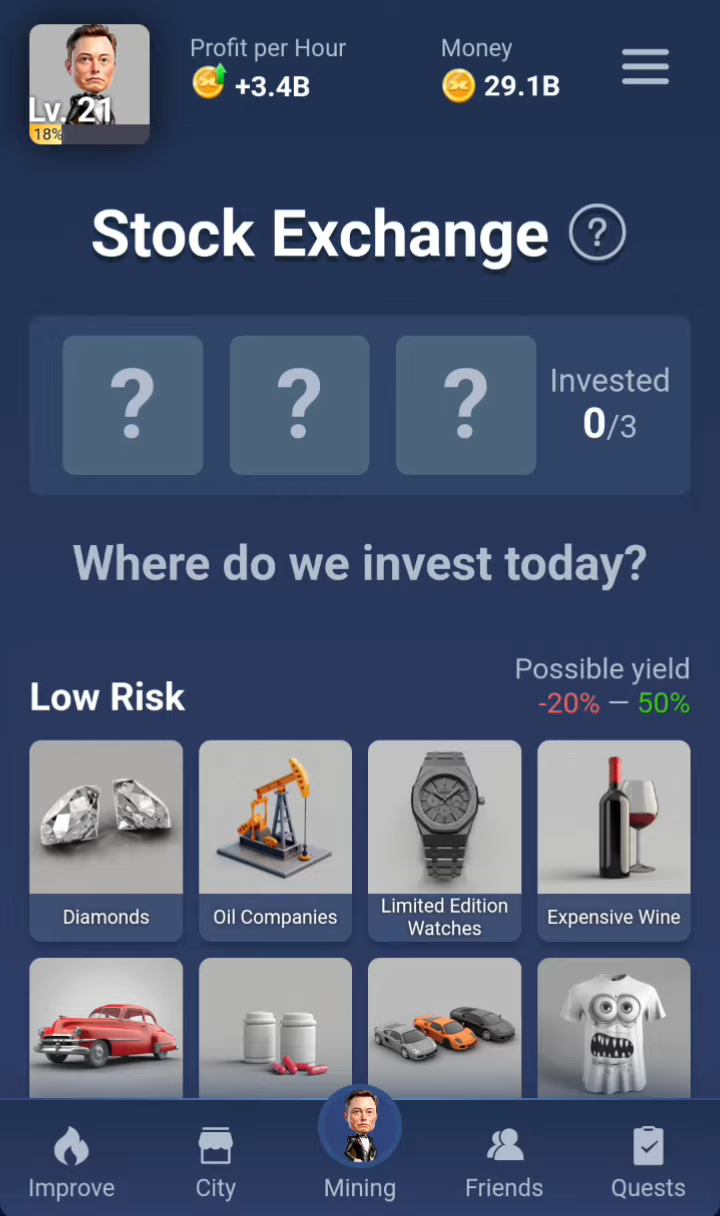 Profit per Hour
+3.4B
Money
29.1B
Lv. 21
18%
Stock Exchange ?
? ? ?
Invested
0/3
Where do we invest today?
Low Risk
Possible yield
-20% — 50%
Diamonds
Oil Companies
Limited Edition
Watches
Expensive Wine
Improve
City
Mining
Friends
Quests